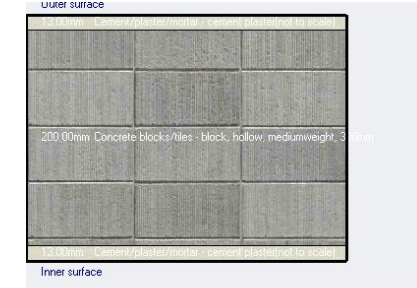 Outer surface
13.00mm Cement/plaster/mortar - cement plaster(not to scale)
200.00mm Concrete blocks/tiles - block, hollow, mediumweight, 300mm
13.00mm Cement/plaster/mortar - cement plaster(not to scale)
Inner surface